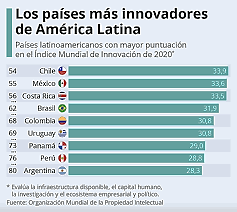 Los países más innovadores
de América Latina
Países latinoamericanos con mayor puntuación
en el Índice Mundial de Innovación de 2020*
54 Chile 33,9
55 México 33,6
56 Costa Rica 33,5
62 Brasil 31,9
68 Colombia 30,8
69 Uruguay 30,8
73 Panamá 29,0
76 Perú 28,8
80 Argentina 28,3
* Evalúa la infraestructura disponible, el capital humano,
la investigación y el ecosistema empresarial y político.
Fuente: Organización Mundial de la Propiedad Intelectual